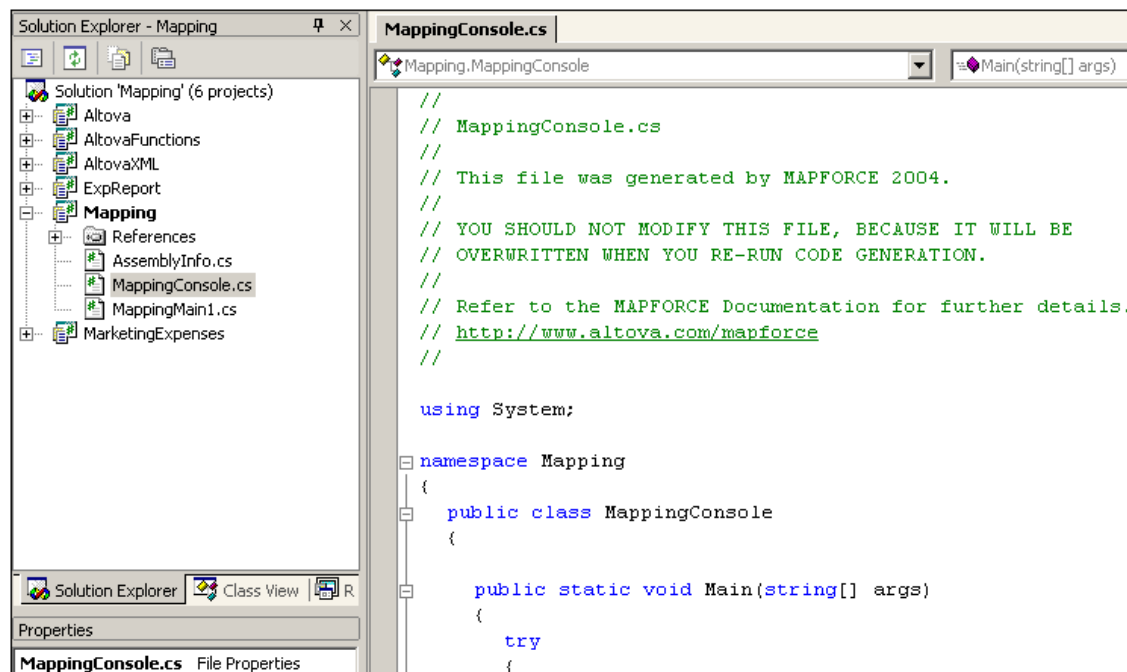 Solution Explorer - Mapping
Solution 'Mapping' (6 projects)
Altova
AltovaFunctions
AltovaXML
ExpReport
Mapping
References
AssemblyInfo.cs
MappingConsole.cs
MappingMain1.cs
MarketingExpenses
Solution Explorer
Class View
R
Properties
MappingConsole.cs File Properties
MappingConsole.cs
Mapping.MappingConsole
Main(string[] args)
//
// MappingConsole.cs
//
// This file was generated by MAPFORCE 2004.
//
// YOU SHOULD NOT MODIFY THIS FILE, BECAUSE IT WILL BE
// OVERWRITTEN WHEN YOU RE-RUN CODE GENERATION.
//
// Refer to the MAPFORCE Documentation for further details.
// http://www.altova.com/mapforce
//
using System;
namespace Mapping
{
public class MappingConsole
{
public static void Main(string[] args)
{
try
{